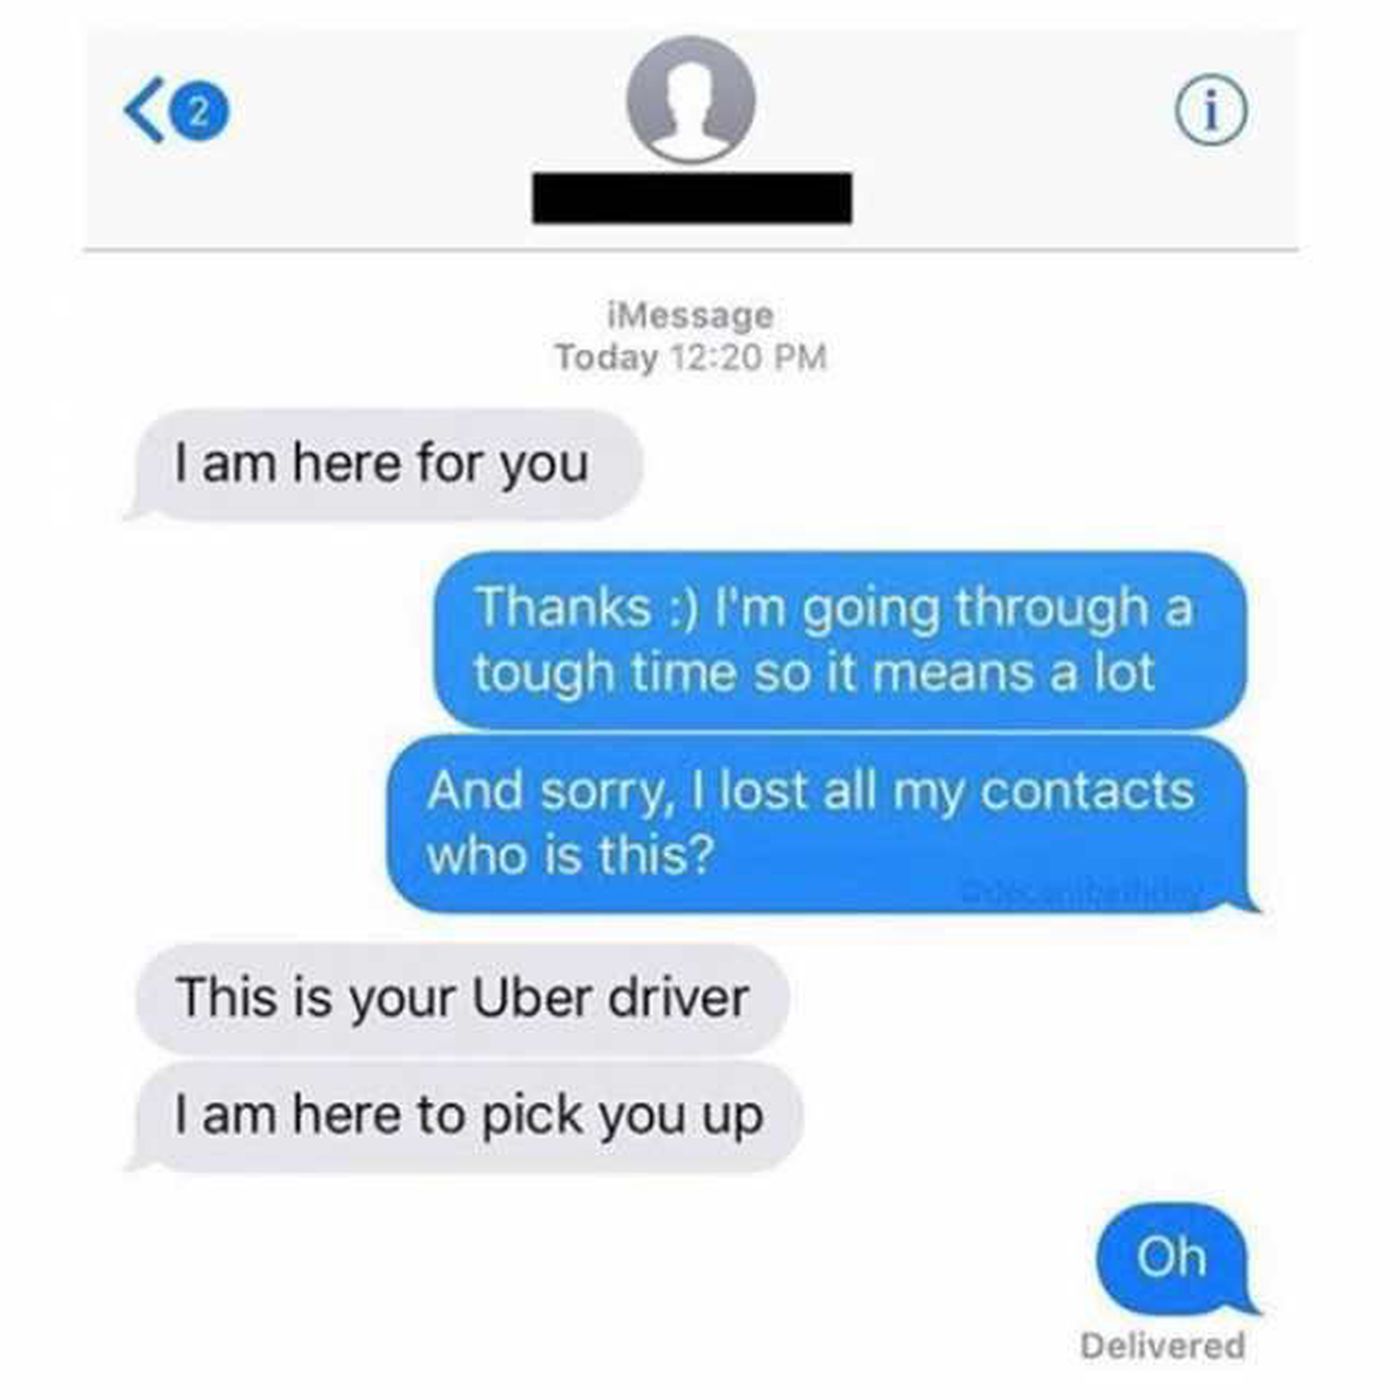 2
i
iMessage
Today 12:20 PM
I am here for you
Thanks :) I'm going through a
tough time so it means a lot
And sorry, I lost all my contacts
who is this?
This is your Uber driver
I am here to pick you up
Oh
Delivered